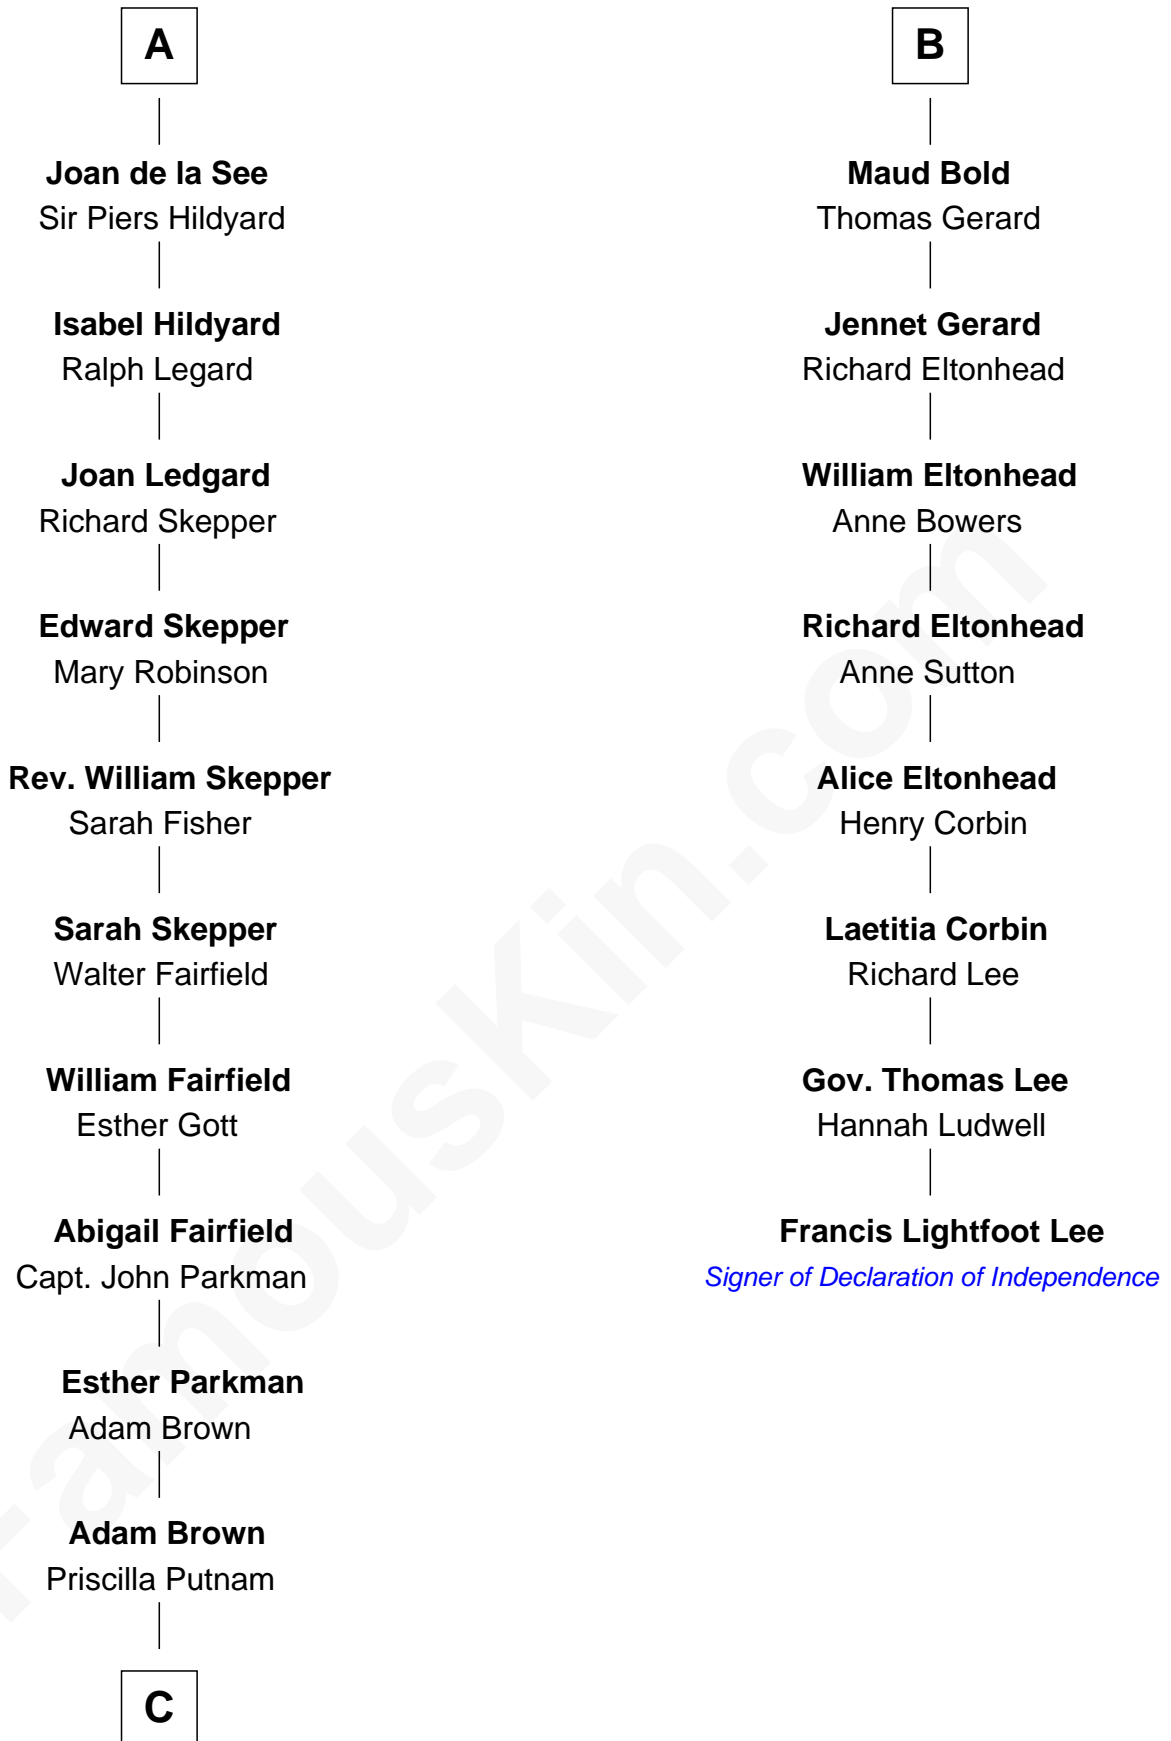 A
Joan de la See
Sir Piers Hildyard
Isabel Hildyard
Ralph Legard
Joan Ledgard
Richard Skepper
Edward Skepper
Mary Robinson
Rev. William Skepper
Sarah Fisher
Sarah Skepper
Walter Fairfield
William Fairfield
Esther Gott
Abigail Fairfield
Capt. John Parkman
Esther Parkman
Adam Brown
Adam Brown
Priscilla Putnam
C
B
Maud Bold
Thomas Gerard
Jennet Gerard
Richard Eltonhead
William Eltonhead
Anne Bowers
Richard Eltonhead
Anne Sutton
Alice Eltonhead
Henry Corbin
Laetitia Corbin
Richard Lee
Gov. Thomas Lee
Hannah Ludwell
Francis Lightfoot Lee
Signer of Declaration of Independence
FamousKin.com